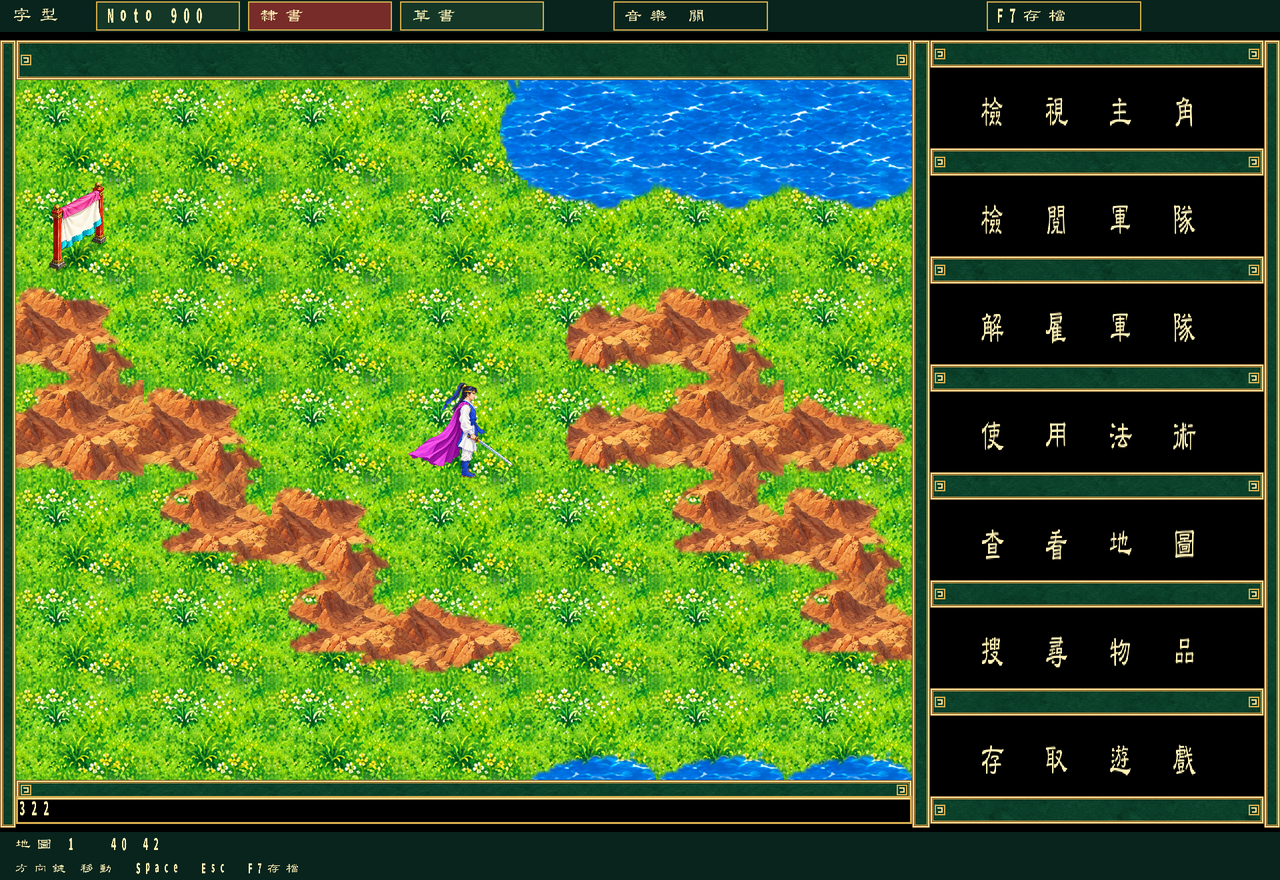 字型 Noto 900 隸書 草書 音樂 關 F7存檔
檢視主角
檢閱軍隊
解雇軍隊
使用法術
查看地圖
搜尋物品
存取遊戲
322
地圖 1 40 42
方向鍵 移動 Space Esc F7存檔